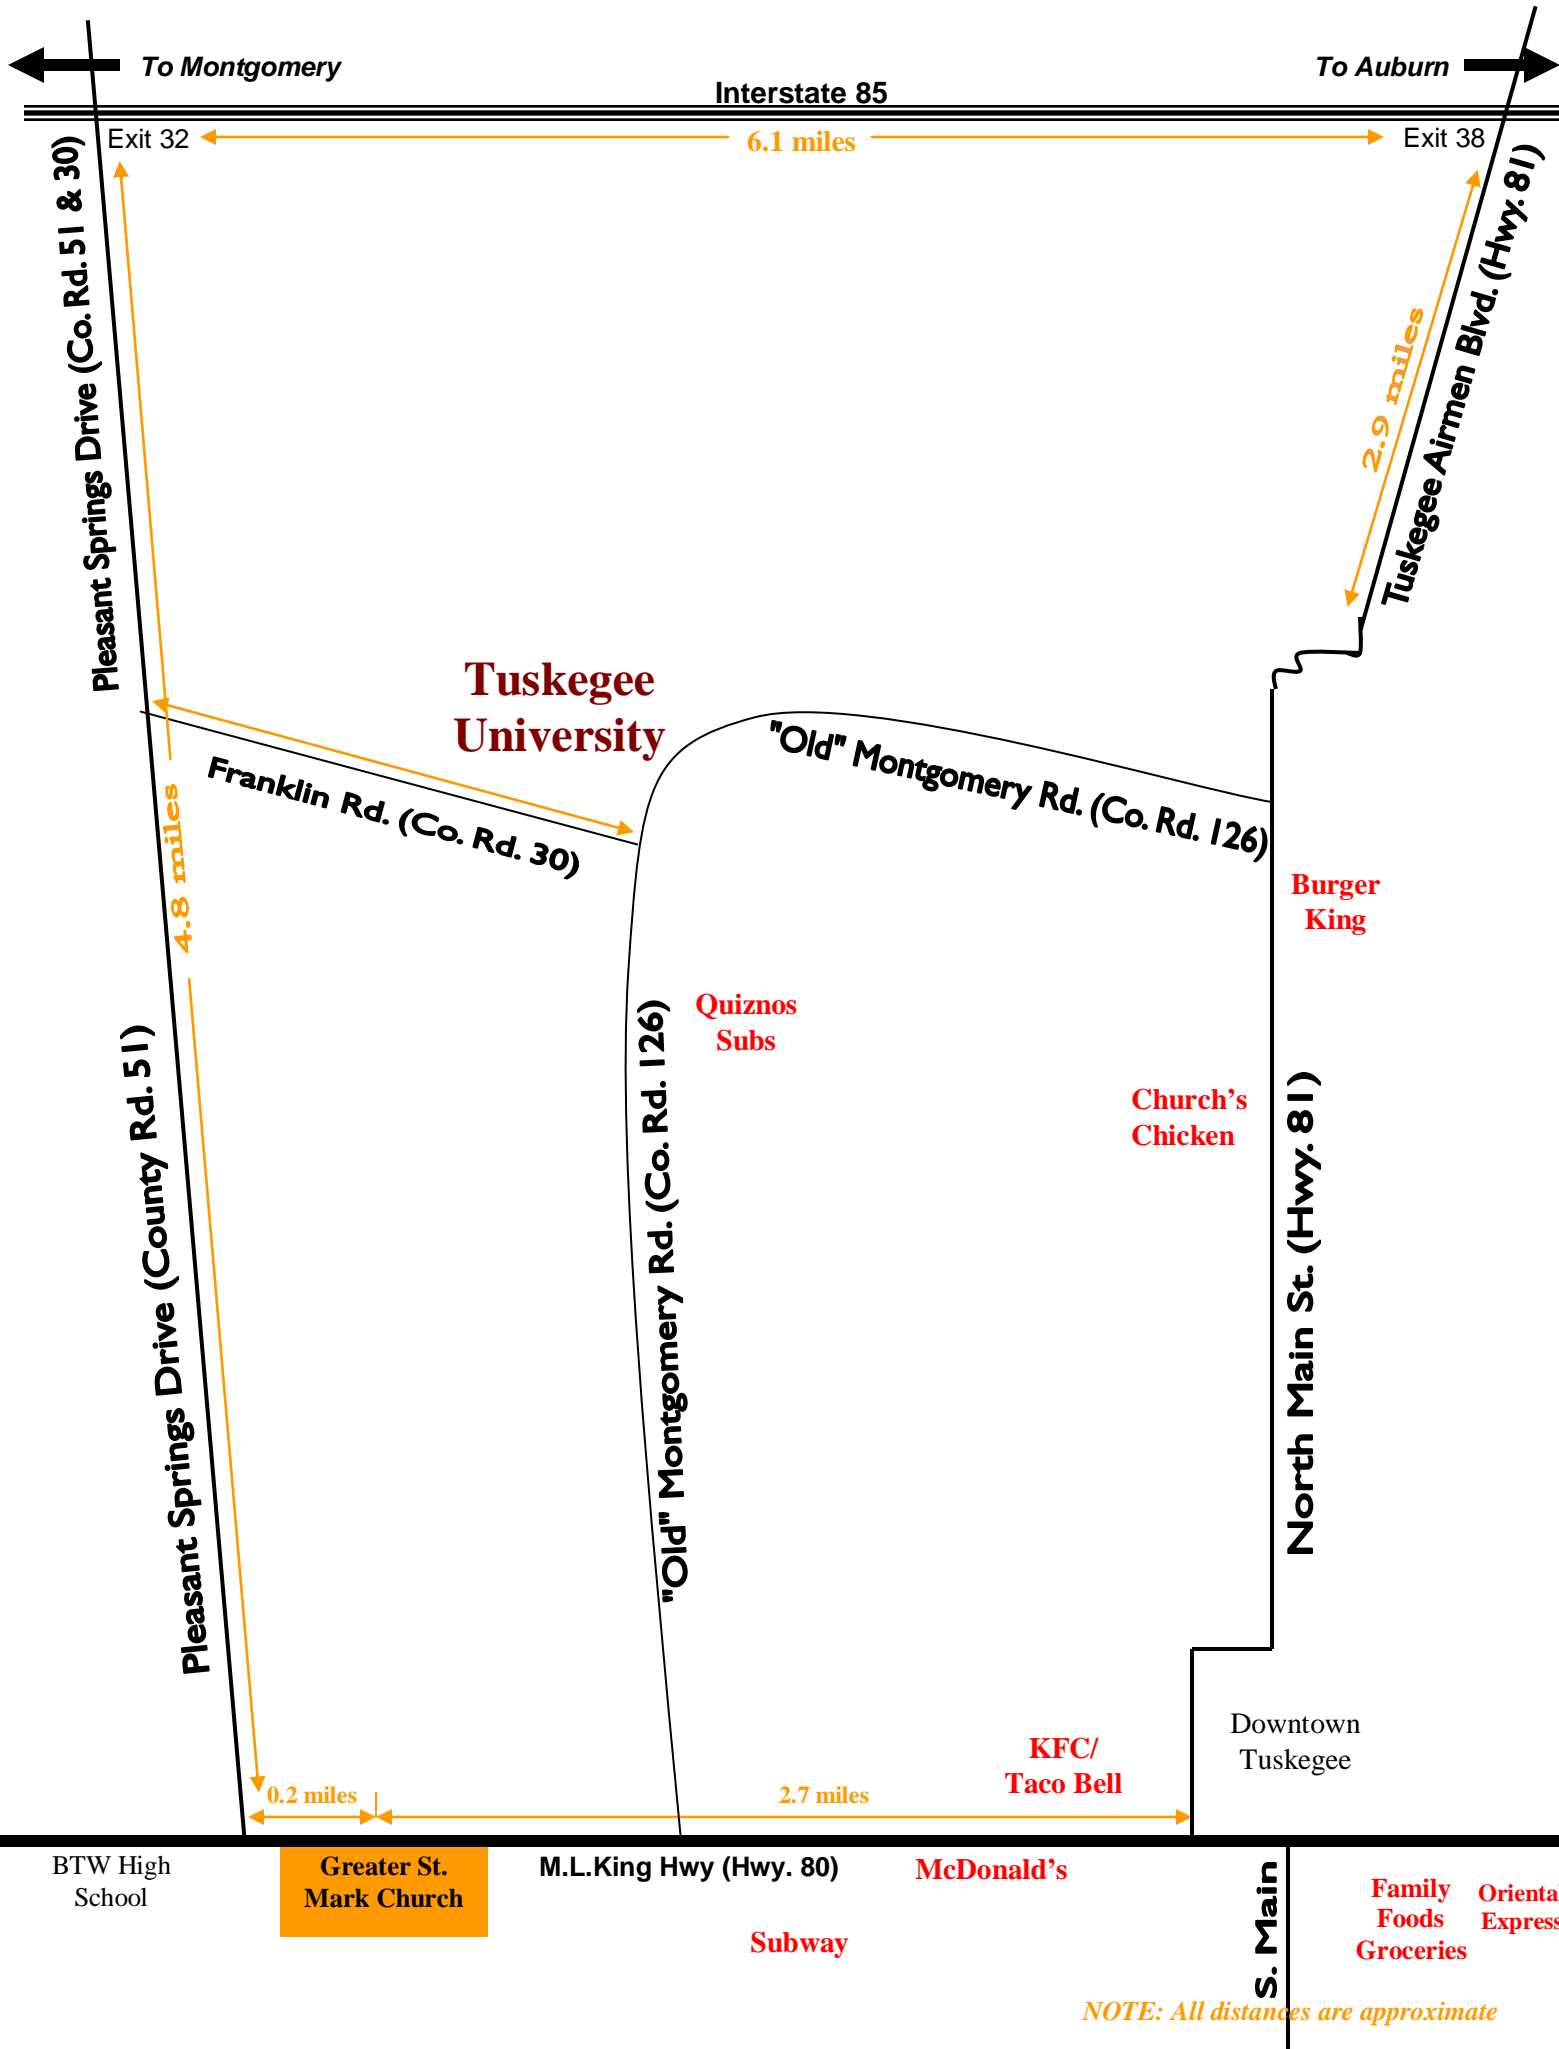 To Montgomery
To Auburn
Interstate 85
Exit 32
6.1 miles
Exit 38
Pleasant Springs Drive (Co. Rd. 51 & 30)
Tuskegee Airmen Blvd. (Hwy. 81)
2.9 miles
Tuskegee
University
"Old" Montgomery Rd. (Co. Rd. 126)
Franklin Rd. (Co. Rd. 30)
4.8 miles
Burger
King
Quiznos
Subs
Church's
Chicken
Pleasant Springs Drive (County Rd. 51)
"Old" Montgomery Rd. (Co. Rd. 126)
North Main St. (Hwy. 81)
Downtown
Tuskegee
KFC/
Taco Bell
0.2 miles
2.7 miles
BTW High
School
Greater St.
Mark Church
M.L.King Hwy (Hwy. 80)
McDonald's
Subway
S. Main
Family
Foods
Groceries
Oriental
Express
NOTE: All distances are approximate